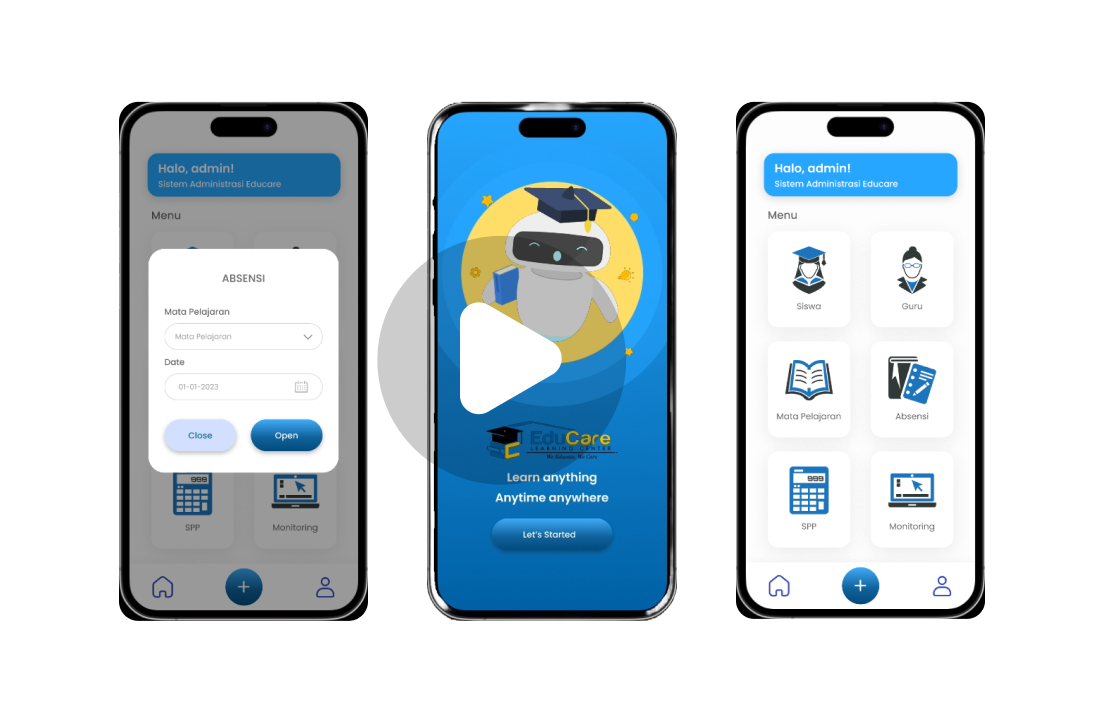 Halo, admin!
Sistem Administrasi Educare
Menu
ABSENSI
Mata Pelajaran
Mata Pelajaran
Date
01-01-2023
Close
Open
SPP
Monitoring
EduCare
LEARNING CENTER
We Educate, We Care
Learn anything
Anytime anywhere
Let's Started
Halo, admin!
Sistem Administrasi Educare
Menu
Siswa
Guru
Mata Pelajaran
Absensi
999
SPP
Monitoring